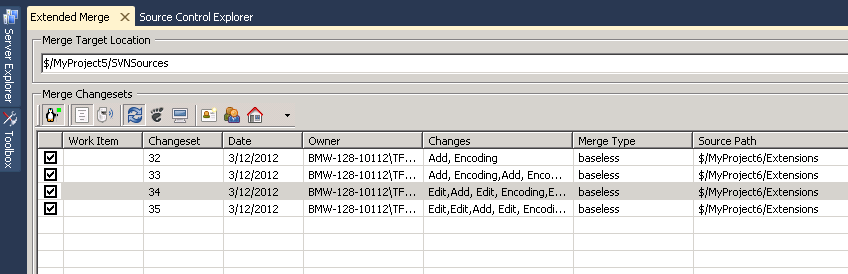 Extended Merge Source Control Explorer
Server Explorer
Toolbox
Merge Target Location
$/MyProject5/SVNSources
Merge Changesets
Work Item Changeset Date Owner Changes Merge Type Source Path
32 3/12/2012 BMW-128-10112\TF... Add, Encoding baseless $/MyProject6/Extensions
33 3/12/2012 BMW-128-10112\TF... Add, Encoding,Add, Enco... baseless $/MyProject6/Extensions
34 3/12/2012 BMW-128-10112\TF... Edit,Add, Edit, Encoding,E... baseless $/MyProject6/Extensions
35 3/12/2012 BMW-128-10112\TF... Edit,Edit,Add, Edit, Encodi... baseless $/MyProject6/Extensions